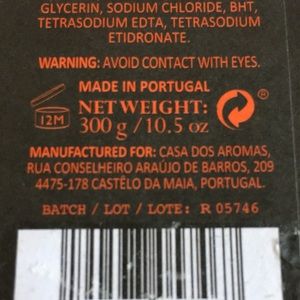 GLYCERIN, SODIUM CHLORIDE, BHT,
TETRASODIUM EDTA, TETRASODIUM
ETIDRONATE.
WARNING: AVOID CONTACT WITH EYES.
MADE IN PORTUGAL
12M
NET WEIGHT:
300 g / 10.5 oz
®
MANUFACTURED FOR: CASA DOS AROMAS,
RUA CONSELHEIRO ARAÚJO DE BARROS, 209
4475-178 CASTÊLO DA MAIA, PORTUGAL.
BATCH / LOT / LOTE: R 05746